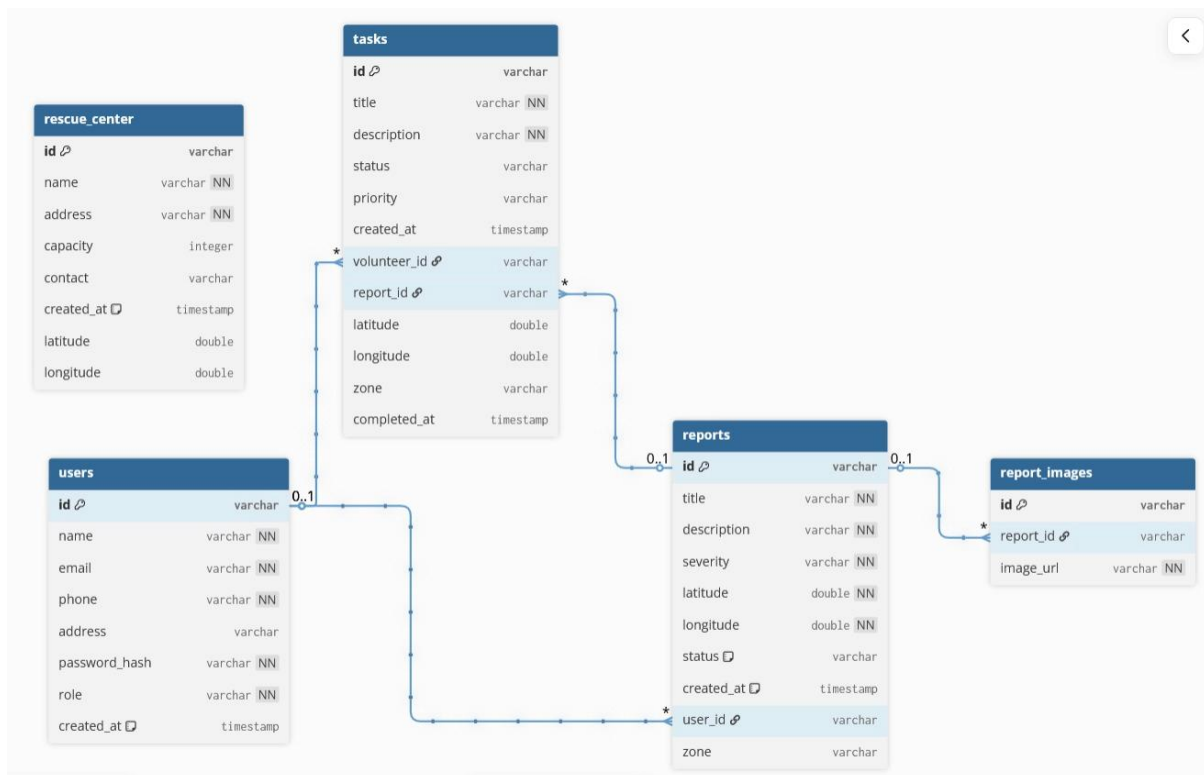 tasks
id varchar
title varchar NN
description varchar NN
status varchar
priority varchar
created_at timestamp
volunteer_id varchar
report_id varchar
latitude double
longitude double
zone varchar
completed_at timestamp
*
*
rescue_center
id varchar
name varchar NN
address varchar NN
capacity integer
contact varchar
created_at timestamp
latitude double
longitude double
users
id varchar
name varchar NN
email varchar NN
phone varchar NN
address varchar
password_hash varchar NN
role varchar NN
created_at timestamp
0..1
0..1
reports
id varchar
title varchar NN
description varchar NN
severity varchar NN
latitude double NN
longitude double NN
status varchar
created_at timestamp
* user_id varchar
zone varchar
0..1
report_images
id varchar
* report_id varchar
image_url varchar NN